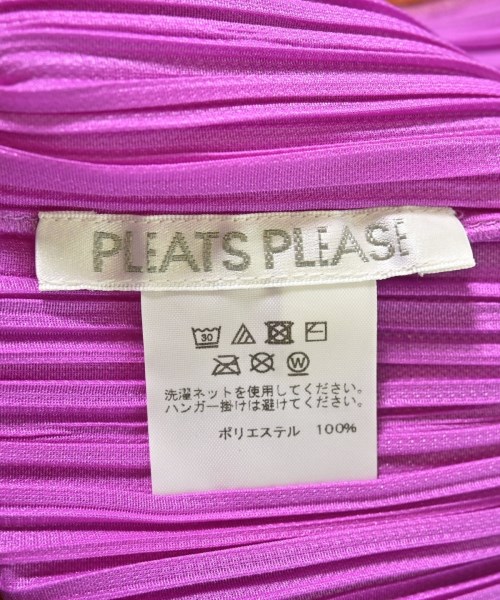 PLEATS PLEASE
30
W
洗濯ネットを使用してください。
ハンガー掛けは避けてください。
ポリエステル 100%